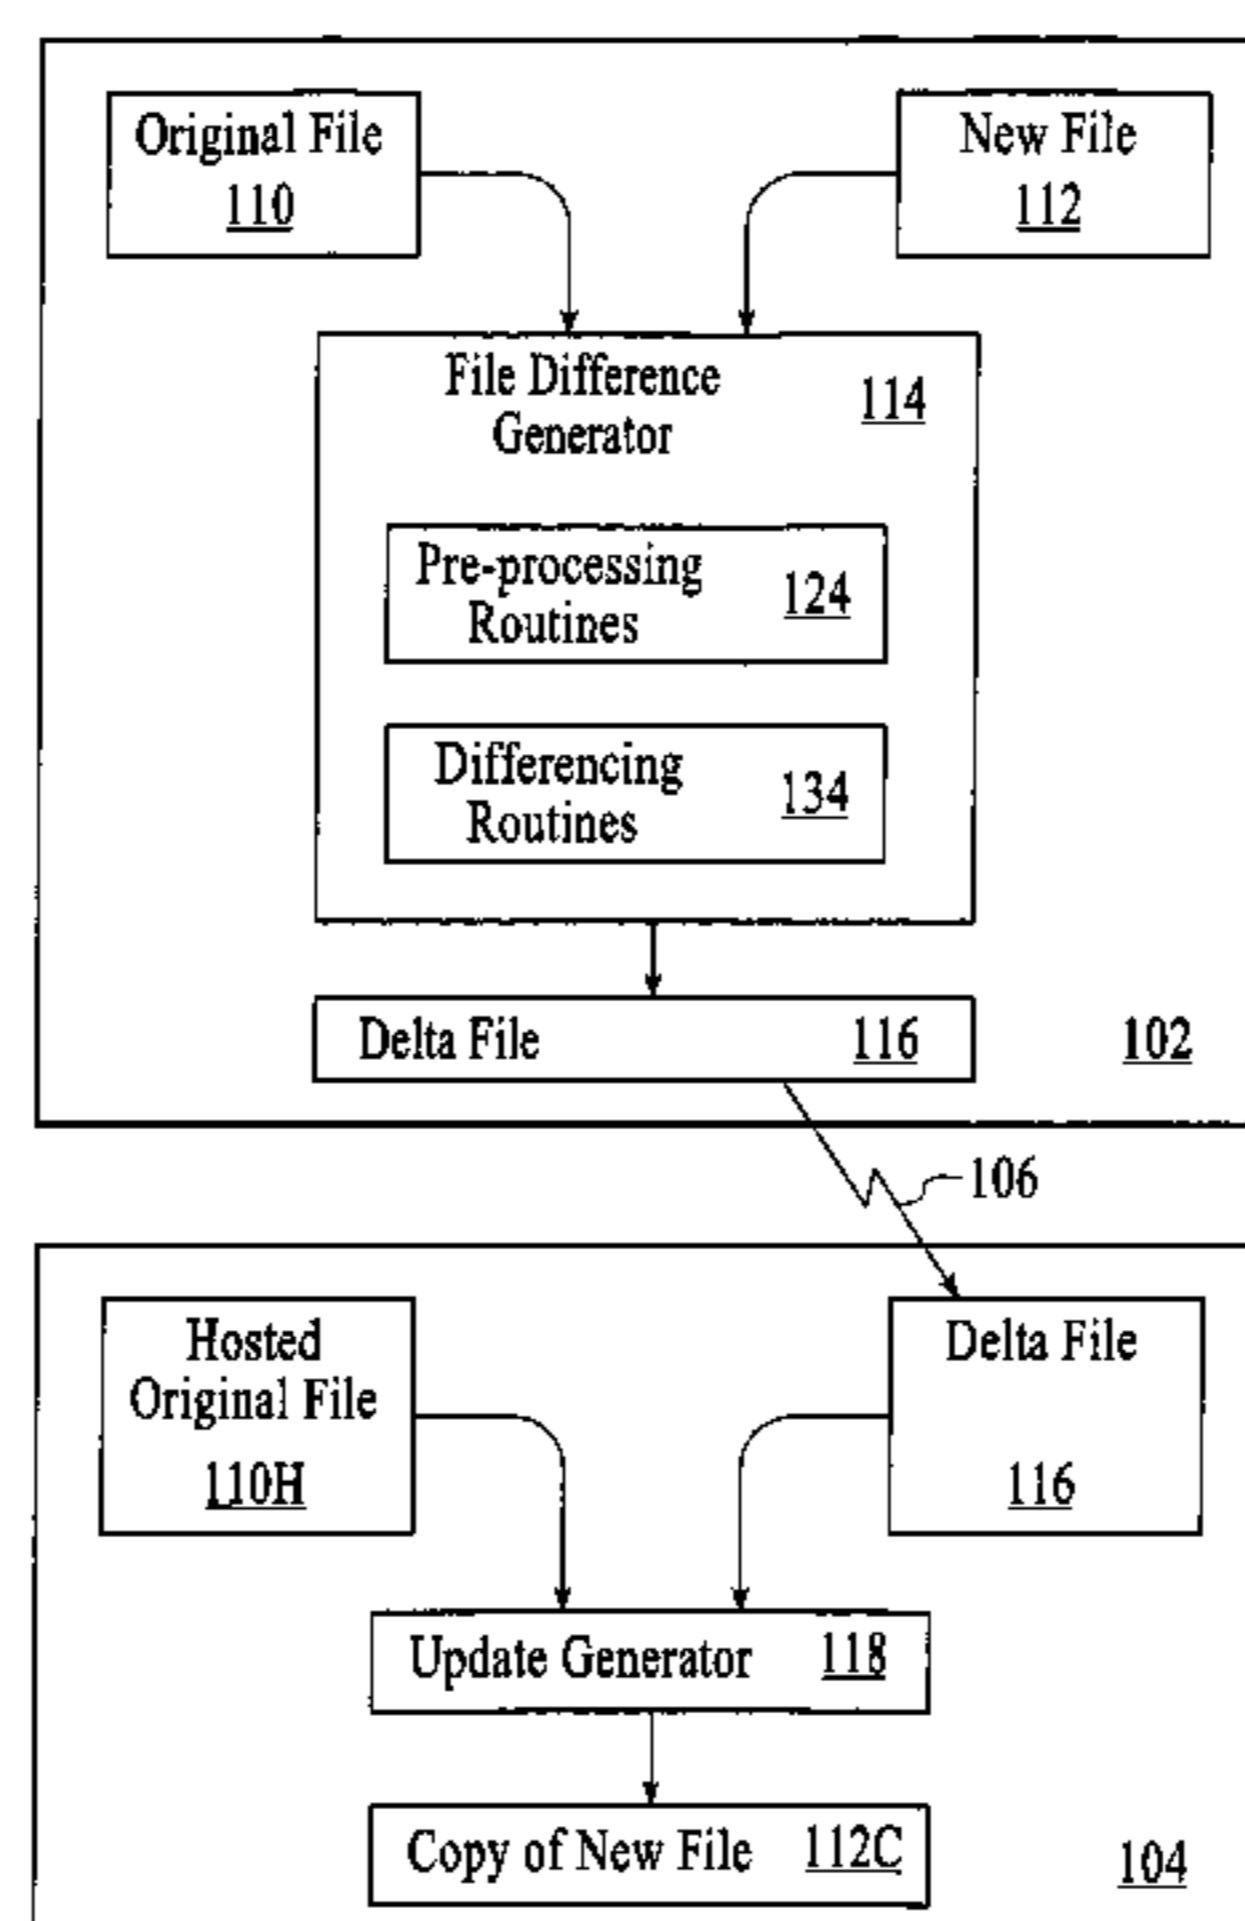 Original File
110
New File
112
File Difference
Generator
114
Pre-processing
Routines
124
Differencing
Routines
134
Delta File 116
102
106
Hosted
Original File
110H
Delta File
116
Update Generator 118
Copy of New File 112C
104